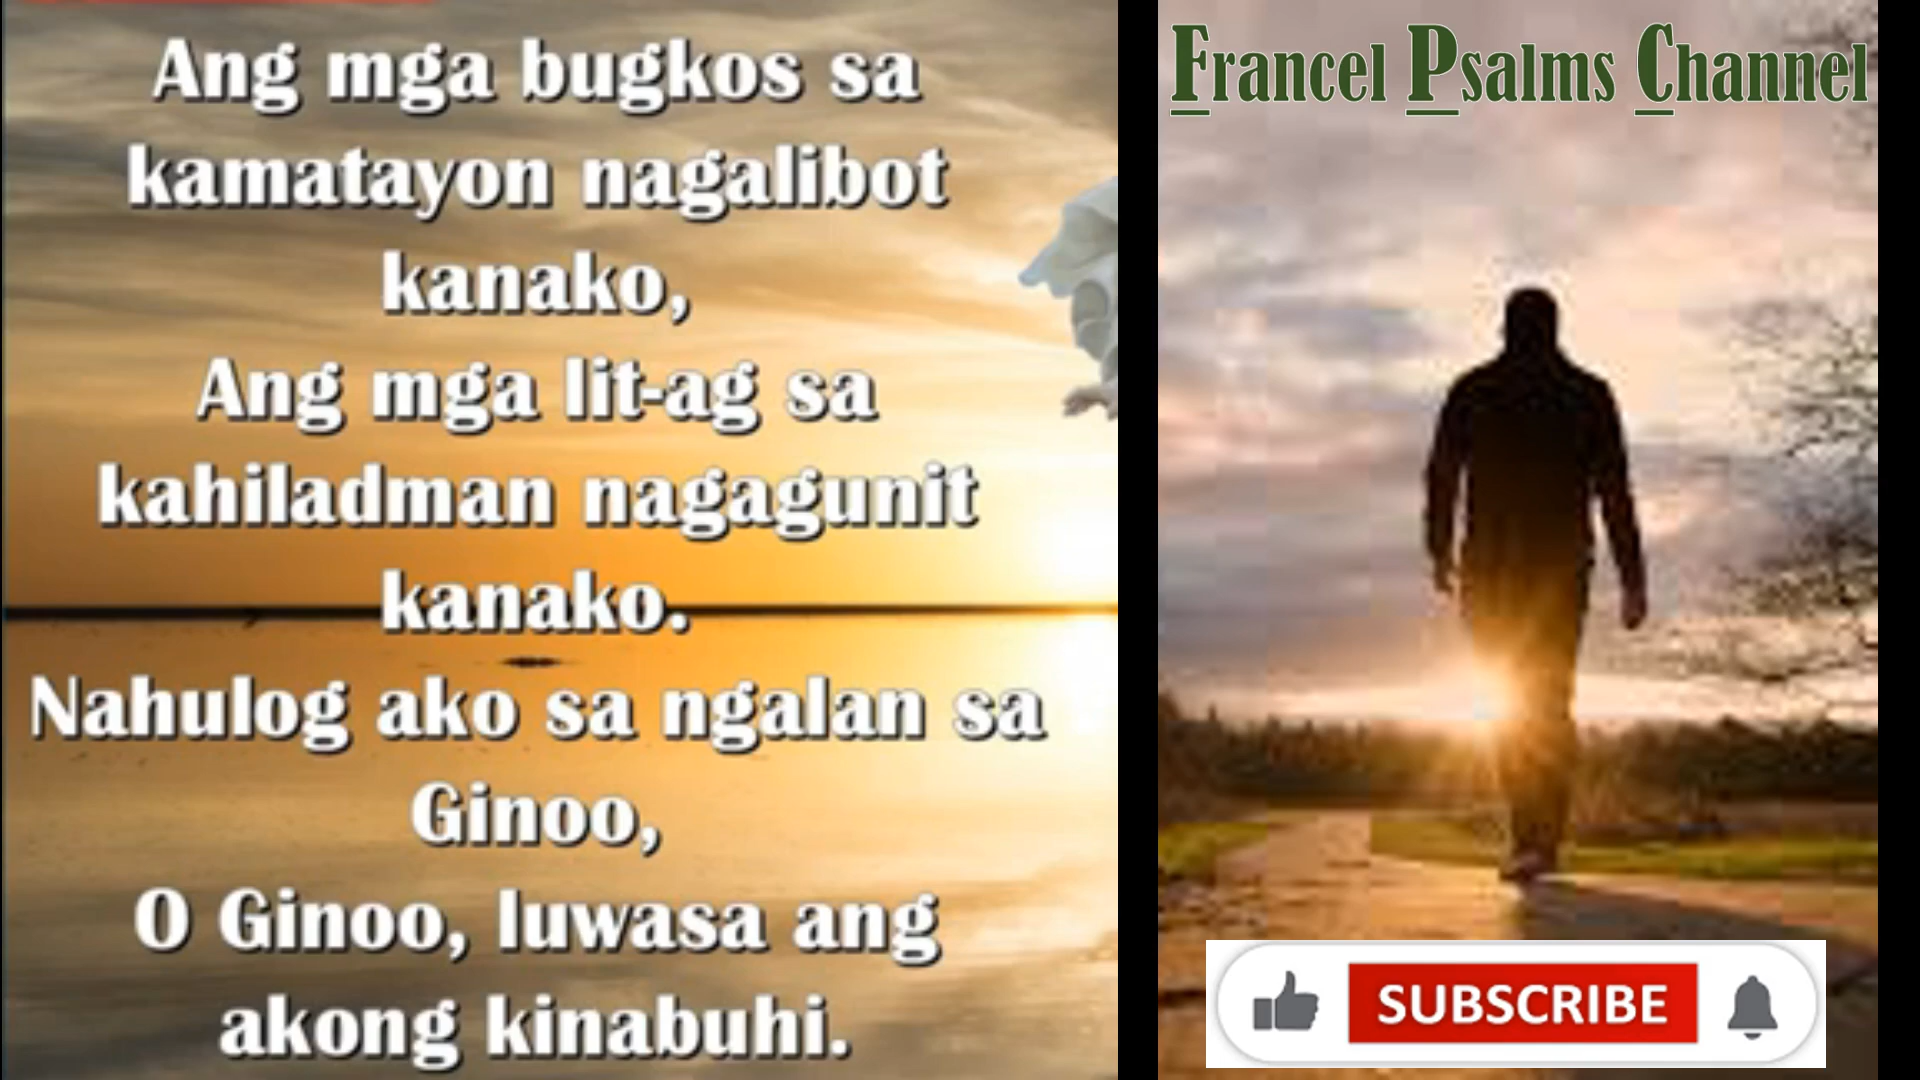 Ang mga bugkos sa
kamatayon nagalibot
kanako,
Ang mga lit-ag sa
kahiladman nagagunit
kanako.
Nahulog ako sa ngalan sa
Ginoo,
O Ginoo, luwasa ang
akong kinabuhi.
Francel Psalms Channel
SUBSCRIBE